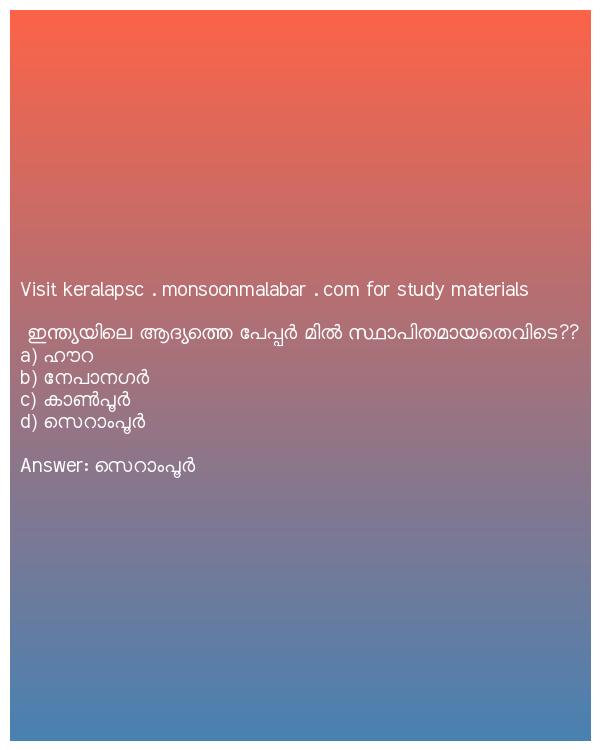 Visit keralapsc . monsoonmalabar . com for study materials
ഇന്ത്യയിലെ ആദ്യത്തെ പേപ്പർ മിൽ സ്ഥാപിതമായതെവിടെ??
a) ഹൗറ
b) നേപാനഗർ
c) കാൺപൂർ
d) സെറാംപൂർ
Answer: സെറാംപൂർ